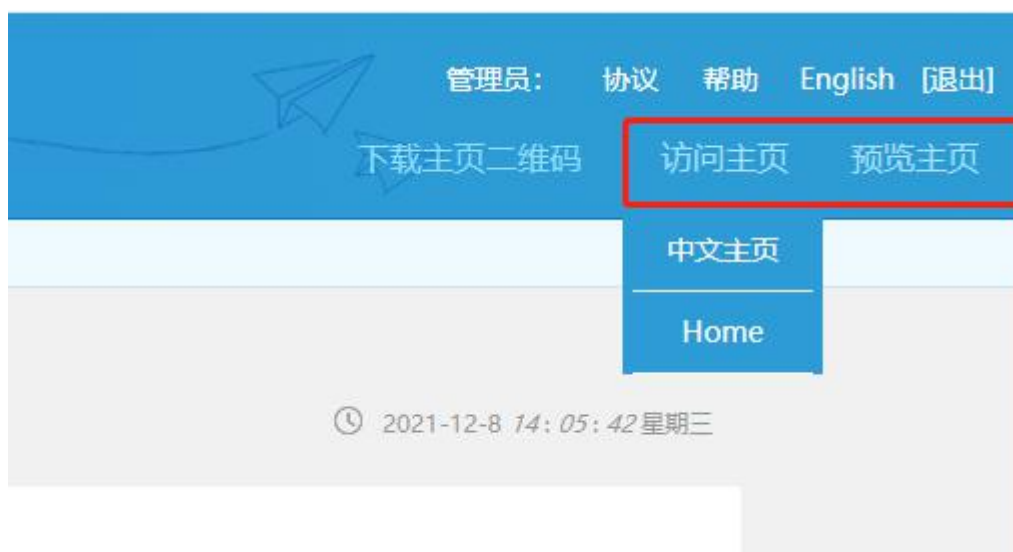 管理员： 协议 帮助 English [退出]
下载主页二维码 访问主页 预览主页
中文主页
Home
2021-12-8 14:05:42 星期三